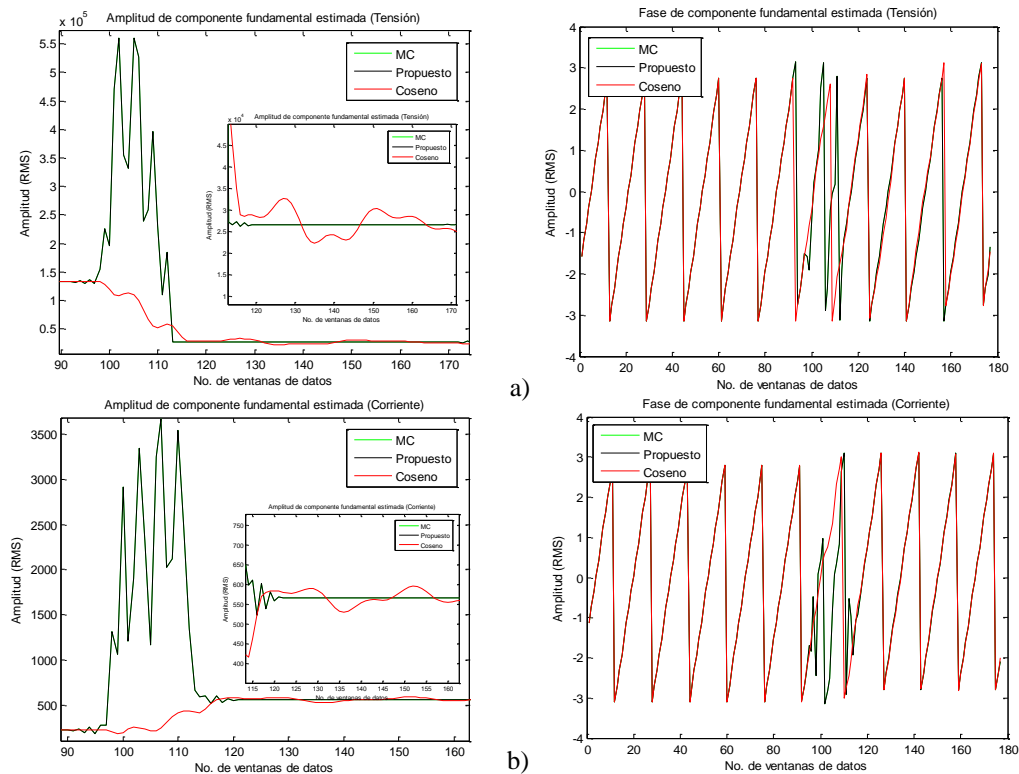 Amplitud de componente fundamental estimada (Tensión)
x 10⁵
5.5
5
4.5
4
3.5
3
2.5
2
1.5
1
0.5
Amplitud (RMS)
MC
Propuesto
Coseno
Amplitud de componente fundamental estimada (Tensión)
x 10⁴
5
4.5
4
3.5
3
2.5
2
1.5
1
Amplitud (RMS)
MC
Propuesto
Coseno
120 130 140 150 160 170
No. de ventanas de datos
90 100 110 120 130 140 150 160 170
No. de ventanas de datos
Fase de componente fundamental estimada (Tensión)
4
3
2
1
0
-1
-2
-3
-4
Amplitud (RMS)
MC
Propuesto
Coseno
0 20 40 60 80 100 120 140 160 180
No. de ventanas de datos
a)
Amplitud de componente fundamental estimada (Corriente)
3500
3000
2500
2000
1500
1000
500
Amplitud (RMS)
MC
Propuesto
Coseno
Amplitud de componente fundamental estimada (Corriente)
750
700
650
600
550
500
450
400
Amplitud (RMS)
MC
Propuesto
Coseno
115 120 125 130 135 140 145 150 155 160
No. de ventanas de datos
90 100 110 120 130 140 150 160
No. de ventanas de datos
Fase de componente fundamental estimada (Corriente)
4
3
2
1
0
-1
-2
-3
-4
Amplitud (RMS)
MC
Propuesto
Coseno
0 20 40 60 80 100 120 140 160 180
No. de ventanas de datos
b)